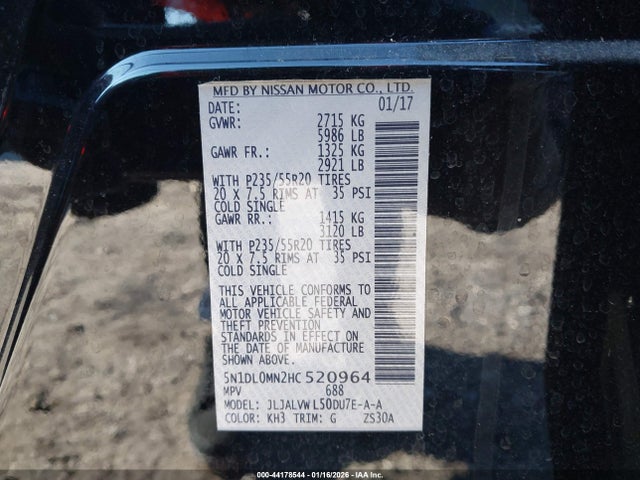 MFD BY NISSAN MOTOR CO., LTD.
DATE: 01/17
GVWR: 2715 KG
5986 LB
GAWR FR.: 1325 KG
2921 LB
WITH P235/55R20 TIRES
20 X 7.5 RIMS AT 35 PSI
COLD SINGLE
GAWR RR.: 1415 KG
3120 LB
WITH P235/55R20 TIRES
20 X 7.5 RIMS AT 35 PSI
COLD SINGLE
THIS VEHICLE CONFORMS TO
ALL APPLICABLE FEDERAL
MOTOR VEHICLE SAFETY AND
THEFT PREVENTION
STANDARDS IN EFFECT ON
THE DATE OF MANUFACTURE
SHOWN ABOVE.
5N1DL0MN2HC520964
MPV 688
MODEL: JLJALVWL50DU7E-A-A
COLOR: KH3 TRIM: G ZS30A
000-44178544 | 01/16/2026 | IAA, Inc.